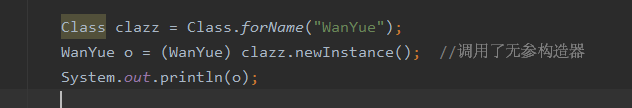 Class clazz = Class.forName("WanYue");
WanYue o = (WanYue) clazz.newInstance();  //调用了无参构造器
System.out.println(o);